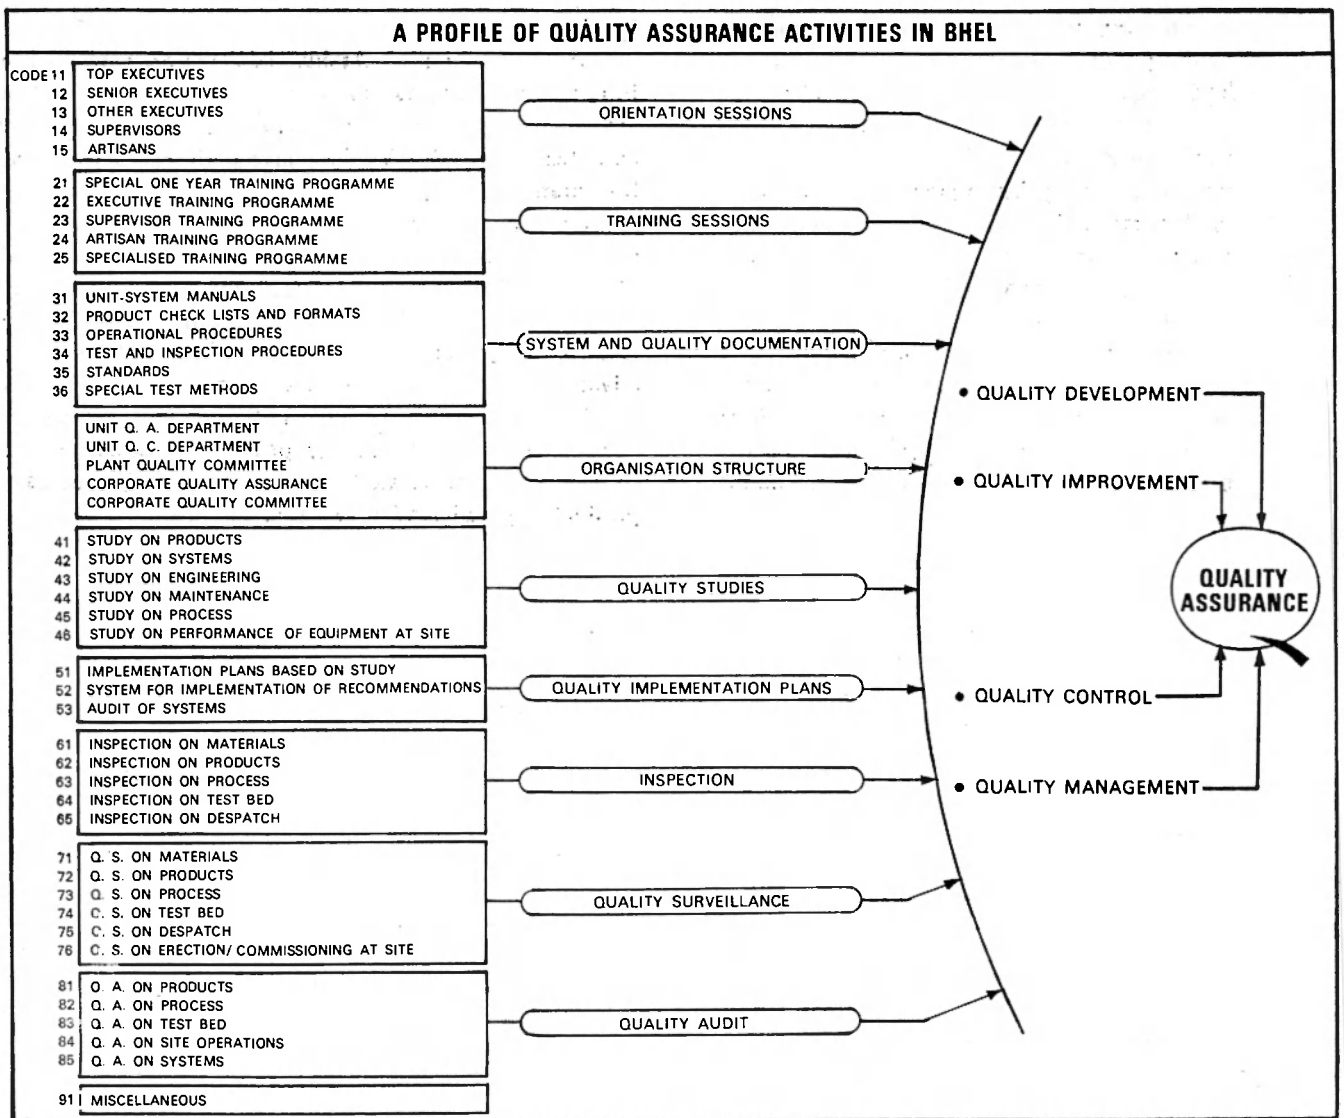 A PROFILE OF QUALITY ASSURANCE ACTIVITIES IN BHEL
CODE 11 TOP EXECUTIVES
12 SENIOR EXECUTIVES
13 OTHER EXECUTIVES
14 SUPERVISORS
15 ARTISANS
ORIENTATION SESSIONS
21 SPECIAL ONE YEAR TRAINING PROGRAMME
22 EXECUTIVE TRAINING PROGRAMME
23 SUPERVISOR TRAINING PROGRAMME
24 ARTISAN TRAINING PROGRAMME
25 SPECIALISED TRAINING PROGRAMME
TRAINING SESSIONS
31 UNIT-SYSTEM MANUALS
32 PRODUCT CHECK LISTS AND FORMATS
33 OPERATIONAL PROCEDURES
34 TEST AND INSPECTION PROCEDURES
35 STANDARDS
36 SPECIAL TEST METHODS
SYSTEM AND QUALITY DOCUMENTATION
UNIT Q. A. DEPARTMENT
UNIT Q. C. DEPARTMENT
PLANT QUALITY COMMITTEE
CORPORATE QUALITY ASSURANCE
CORPORATE QUALITY COMMITTEE
ORGANISATION STRUCTURE
41 STUDY ON PRODUCTS
42 STUDY ON SYSTEMS
43 STUDY ON ENGINEERING
44 STUDY ON MAINTENANCE
45 STUDY ON PROCESS
46 STUDY ON PERFORMANCE OF EQUIPMENT AT SITE
QUALITY STUDIES
51 IMPLEMENTATION PLANS BASED ON STUDY
52 SYSTEM FOR IMPLEMENTATION OF RECOMMENDATIONS
53 AUDIT OF SYSTEMS
QUALITY IMPLEMENTATION PLANS
61 INSPECTION ON MATERIALS
62 INSPECTION ON PRODUCTS
63 INSPECTION ON PROCESS
64 INSPECTION ON TEST BED
65 INSPECTION ON DESPATCH
INSPECTION
71 Q. S. ON MATERIALS
72 Q. S. ON PRODUCTS
73 Q. S. ON PROCESS
74 C. S. ON TEST BED
75 C. S. ON DESPATCH
76 C. S. ON ERECTION/COMMISSIONING AT SITE
QUALITY SURVEILLANCE
81 O. A. ON PRODUCTS
82 Q. A. ON PROCESS
83 Q. A. ON TEST BED
84 Q. A. ON SITE OPERATIONS
85 Q. A. ON SYSTEMS
QUALITY AUDIT
91 MISCELLANEOUS
• QUALITY DEVELOPMENT
• QUALITY IMPROVEMENT
• QUALITY CONTROL
• QUALITY MANAGEMENT
QUALITY
ASSURANCE